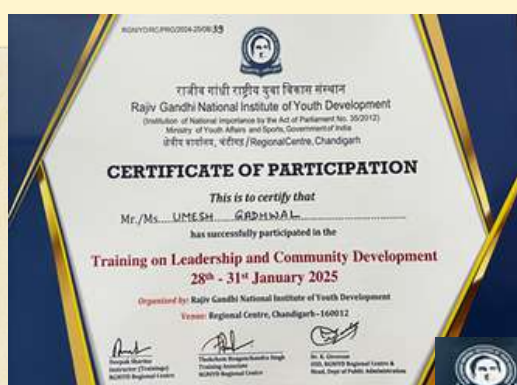 RGNIYD/RC/PRG/2024-25/08/39
राजीव गांधी राष्ट्रीय युवा विकास संस्थान
Rajiv Gandhi National Institute of Youth Development
(Institution of National Importance by the Act of Parliament No. 35/2012)
Ministry of Youth Affairs and Sports, Government of India
क्षेत्रीय कार्यालय, चंडीगढ़ / Regional Centre, Chandigarh
CERTIFICATE OF PARTICIPATION
This is to certify that
Mr./Ms. UMESH GADHWAL
has successfully participated in the
Training on Leadership and Community Development
28th - 31st January 2025
Organised by: Rajiv Gandhi National Institute of Youth Development
Venue: Regional Centre, Chandigarh-160012
Deepak Sharma
Instructor (Trainings)
RGNIYD Regional Centre
Singh
Training Associate
RGNIYD Regional Centre
OSD, RGNIYD Regional Centre &
Head, Dept of Public Administration